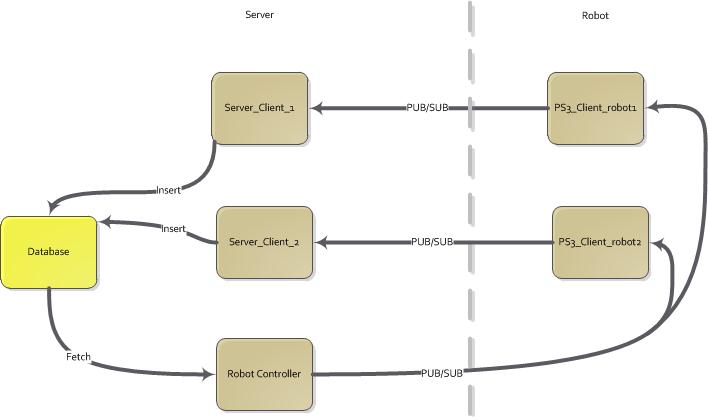 Server
Robot
Server_Client_1
PUB/SUB
PS3_Client_robot1
Insert
Database
Insert
Server_Client_2
PUB/SUB
PS3_Client_robot2
Fetch
Robot Controller
PUB/SUB